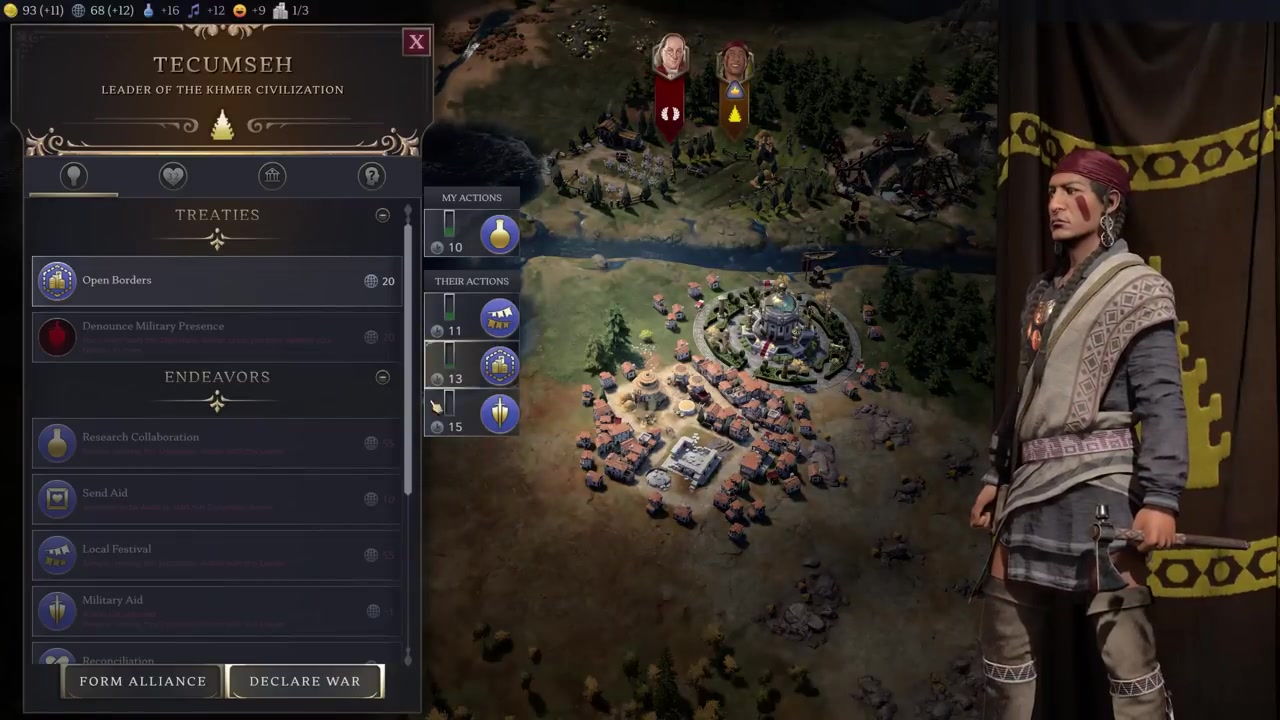 93 (+11) 68 (+12) +16 +12 +9 1/3
X
TECUMSEH
LEADER OF THE KHMER CIVILIZATION
TREATIES
Open Borders 20
Denounce Military Presence 20
ENDEAVORS
Research Collaboration
Send Aid
Local Festival
Military Aid
Reconciliation
FORM ALLIANCE DECLARE WAR
MY ACTIONS
10
THEIR ACTIONS
11
13
15